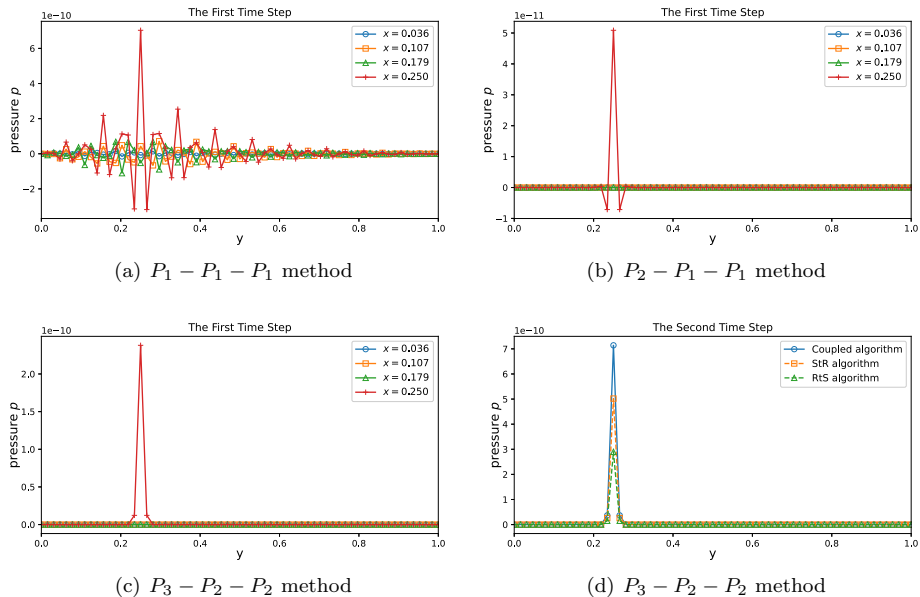 The First Time Step
1e−10
6
4
2
0
−2
pressure p
0.0 0.2 0.4 0.6 0.8 1.0
y
x = 0.036
x = 0.107
x = 0.179
x = 0.250
(a) P₁ − P₁ − P₁ method
The First Time Step
1e−11
5
4
3
2
1
0
−1
pressure p
0.0 0.2 0.4 0.6 0.8 1.0
y
x = 0.036
x = 0.107
x = 0.179
x = 0.250
(b) P₂ − P₁ − P₁ method
The First Time Step
1e−10
2.0
1.5
1.0
0.5
0.0
pressure p
0.0 0.2 0.4 0.6 0.8 1.0
y
x = 0.036
x = 0.107
x = 0.179
x = 0.250
(c) P₃ − P₂ − P₂ method
The Second Time Step
1e−10
7
6
5
4
3
2
1
0
pressure p
0.0 0.2 0.4 0.6 0.8 1.0
y
Coupled algorithm
StR algorithm
RtS algorithm
(d) P₃ − P₂ − P₂ method